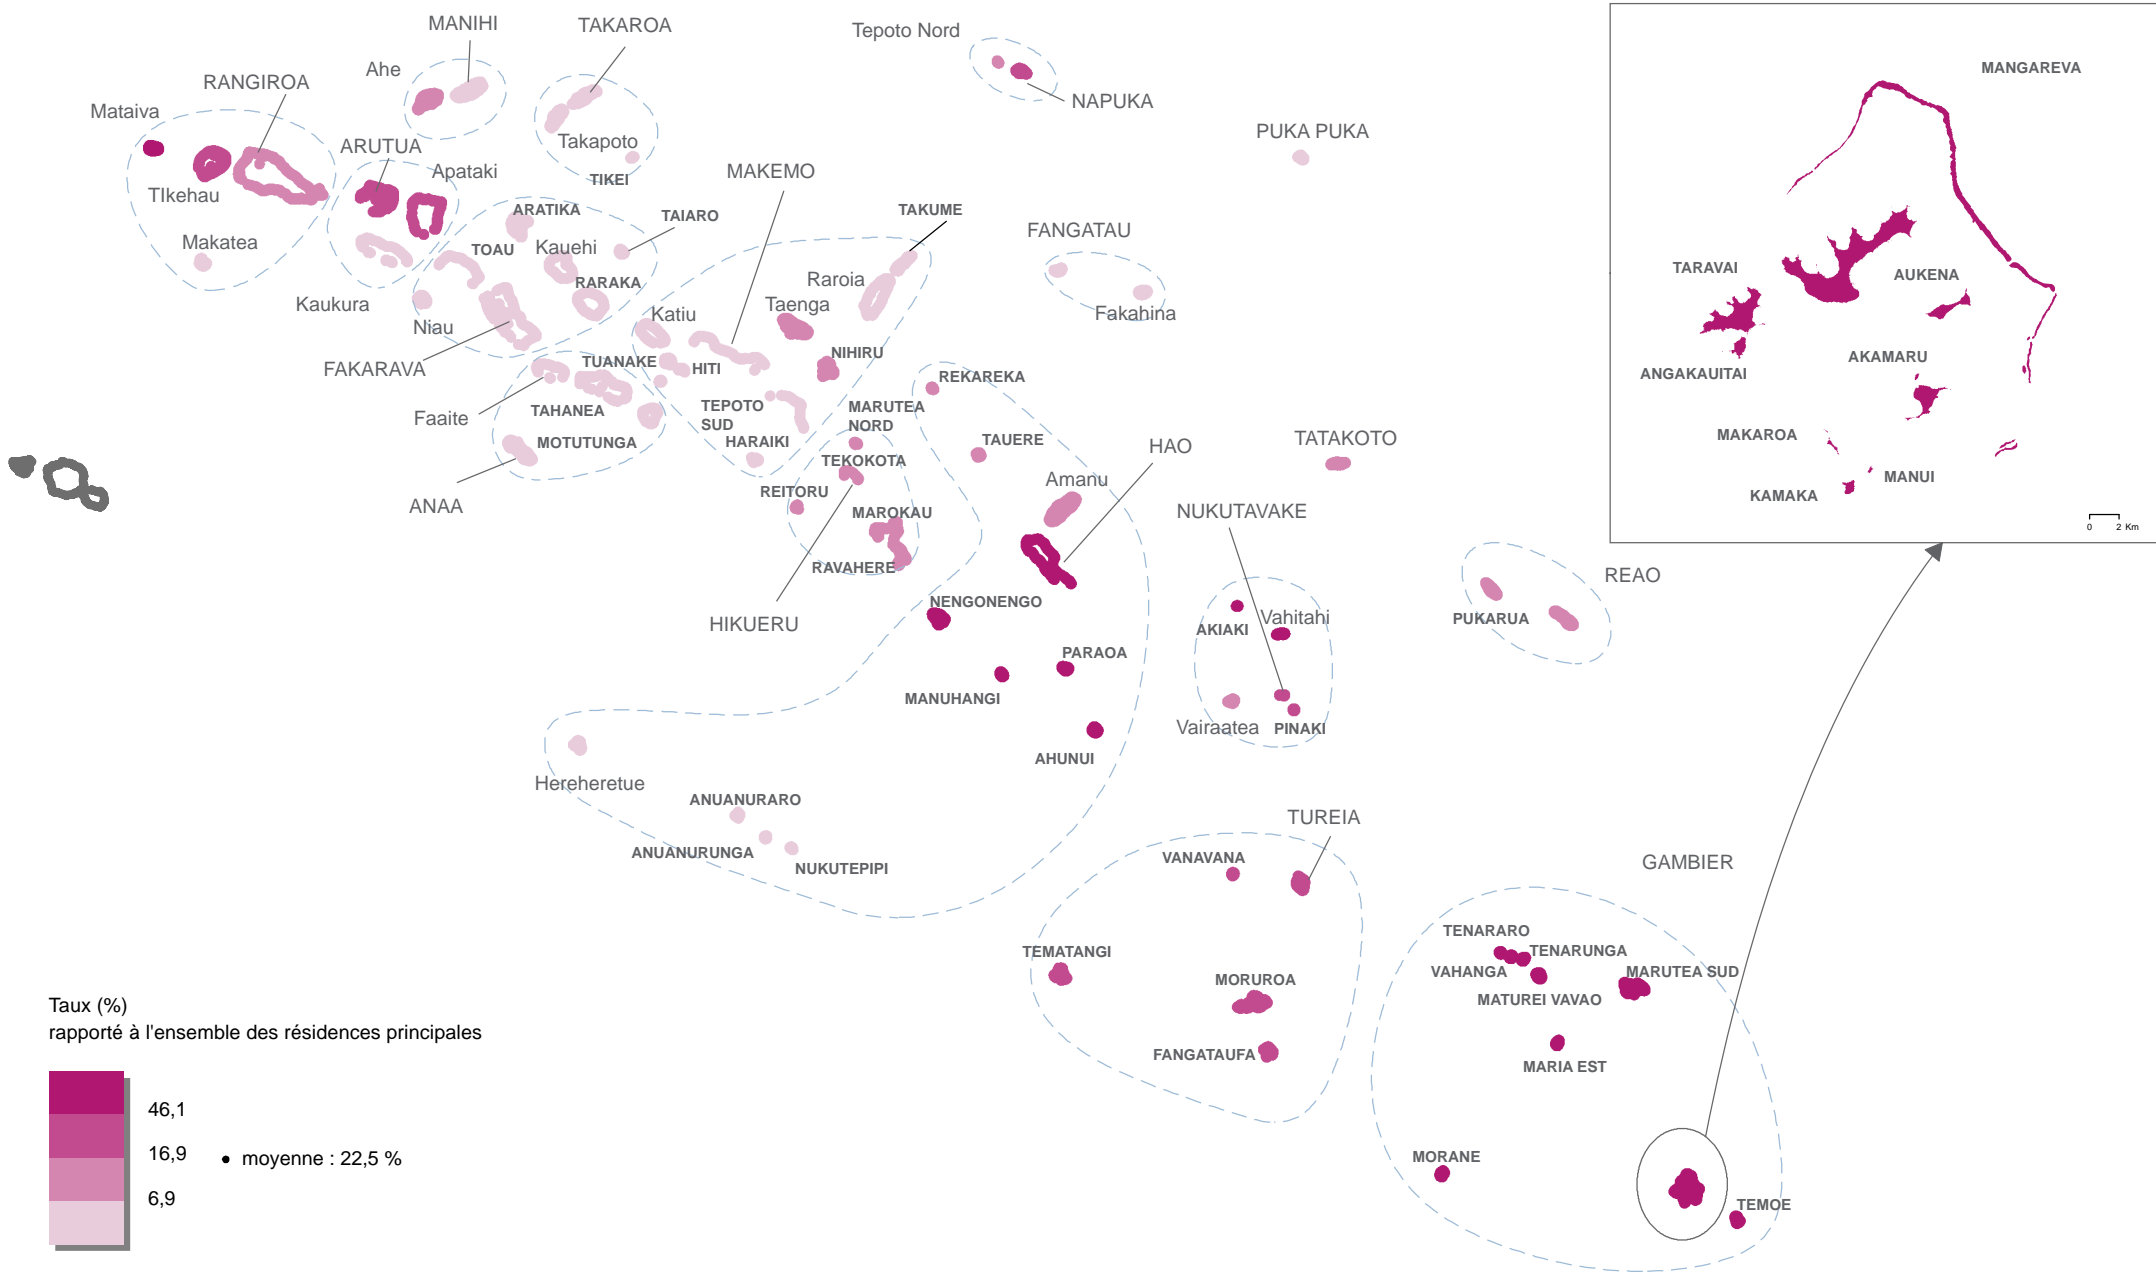 MANIHI
TAKAROA
Tepoto Nord
Ahe
RANGIROA
NAPUKA
Mataiva
ARUTUA
Takapoto
PUKA PUKA
Apataki
MAKEMO
TIKEI
TIkehau
ARATIKA
TAIARO
TAKUME
FANGATAU
Makatea
TOAU
Kauehi
Raroia
RARAKA
Taenga
Kaukura
Niau
Katiu
Fakahina
FAKARAVA
TUANAKE
HITI
NIHIRU
REKAREKA
Faaite
TAHANEA
TEPOTO
SUD
MARUTEA
NORD
MOTUTUNGA
HARAIKI
TAUERE
HAO
TATAKOTO
TEKOKOTA
ANAA
REITORU
Amanu
MAROKAU
NUKUTAVAKE
RAVAHERE
REAO
NENGONENGO
HIKUERU
AKIAKI
Vahitahi
PUKARUA
PARAOA
MANUHANGI
Vairaatea
PINAKI
AHUNUI
Hereheretue
ANUANURARO
ANUANURUNGA
NUKUTEPIPI
TUREIA
VANAVANA
GAMBIER
TEMATANGI
MORUROA
FANGATAUFA
TENARARO
TENARUNGA
VAHANGA
MARUTEA SUD
MATUREI VAVAO
MARIA EST
MORANE
TEMOE
MANGAREVA
TARAVAI
AUKENA
AKAMARU
ANGAKAUITAI
MAKAROA
MANUI
KAMAKA
0 2 Km
Taux (%)
rapporté à l'ensemble des résidences principales
46,1
16,9
• moyenne : 22,5 %
6,9